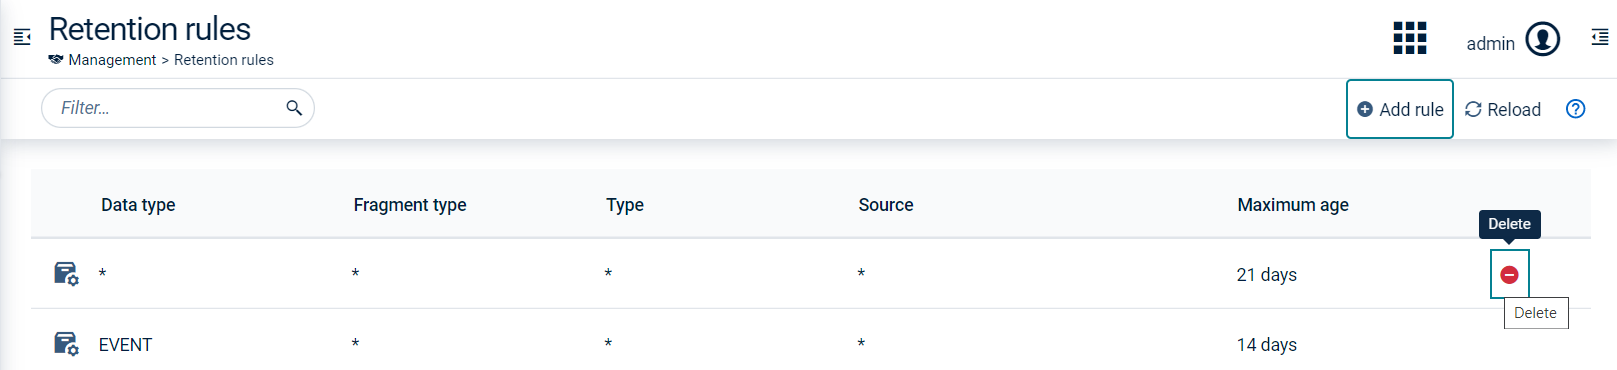 Retention rules
Management > Retention rules
admin
Filter...
Add rule
Reload
Data type Fragment type Type Source Maximum age
Delete
* * * * 21 days
Delete
EVENT * * * 14 days